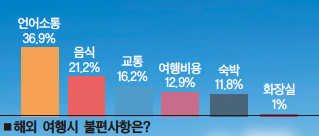 언어소통
36,9%
음식
21,2%
교통
16,2%
여행비용
12,9%
숙박
11,8%
화장실
1%
■해외 여행시 불편사항은?